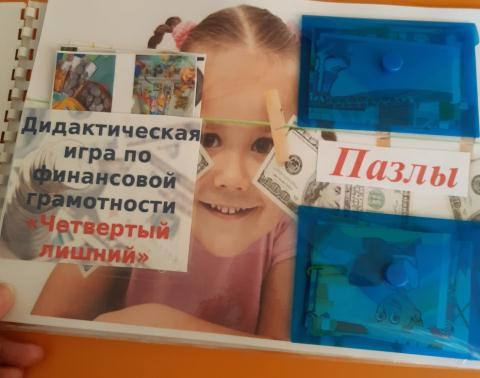 Дидактическая
игра по
финансовой
грамотности
«Четвертый
лишний»
Пазлы